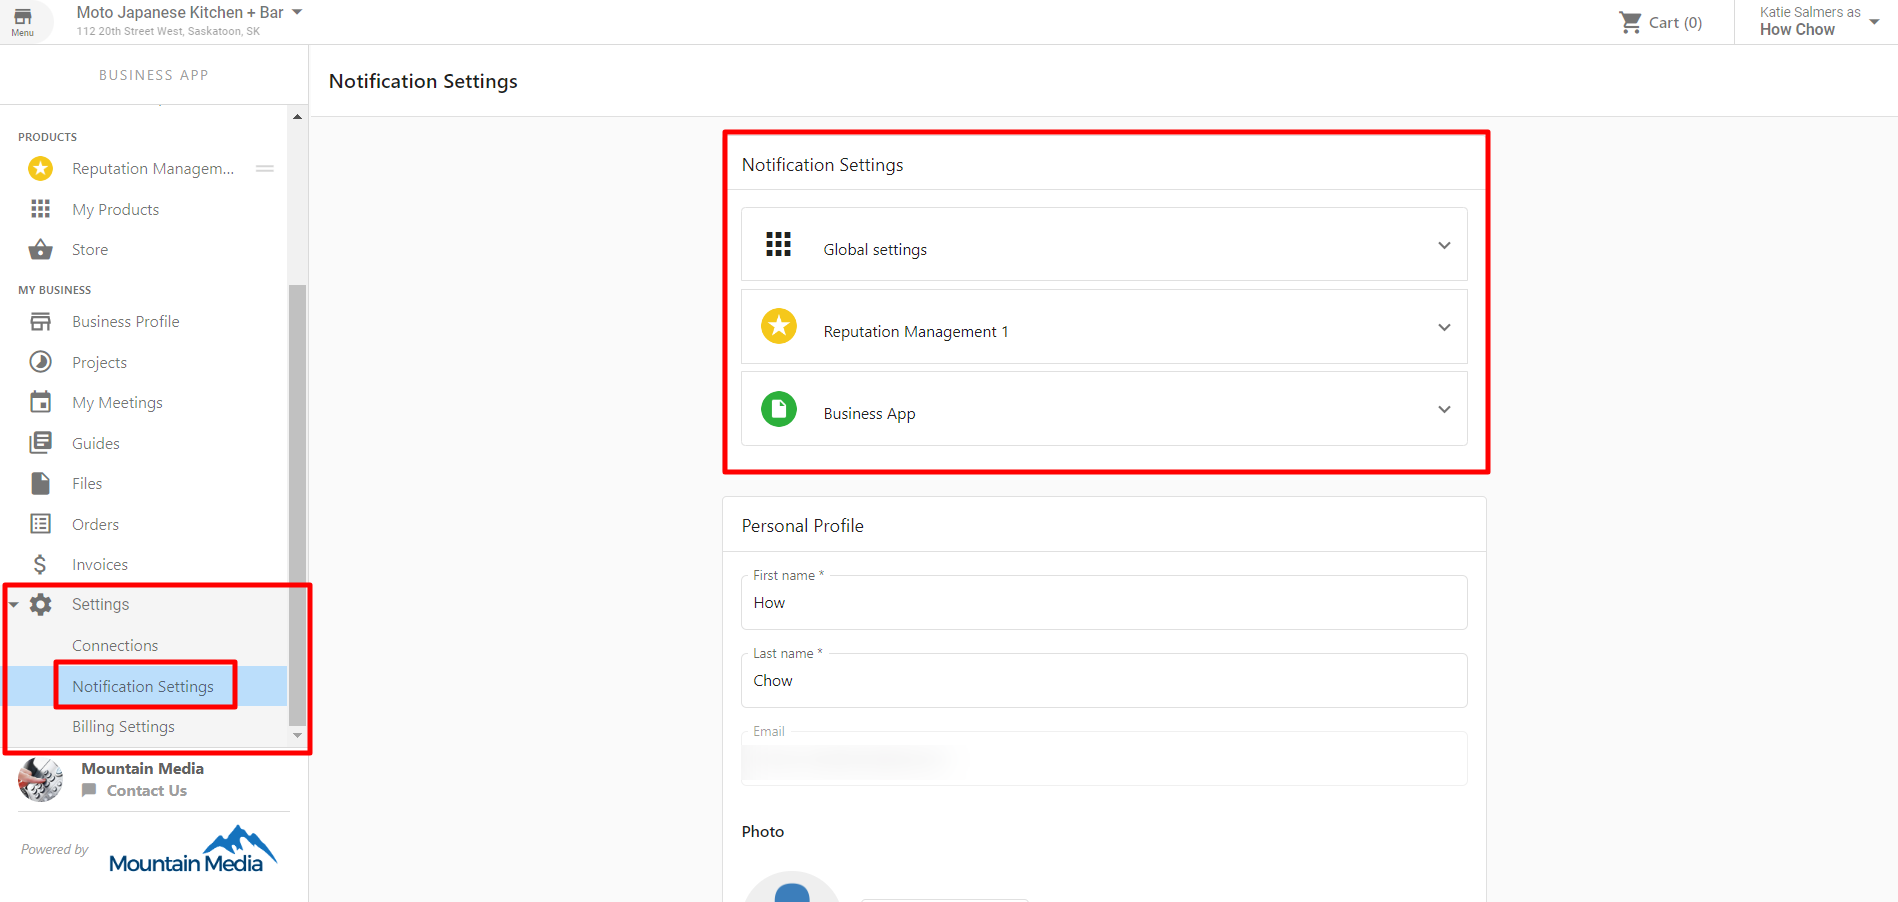 Menu
Moto Japanese Kitchen + Bar
112 20th Street West, Saskatoon, SK
Cart (0)
Katie Salmers as
How Chow
BUSINESS APP
PRODUCTS
Reputation Managem...
My Products
Store
MY BUSINESS
Business Profile
Projects
My Meetings
Guides
Files
Orders
Invoices
Settings
Connections
Notification Settings
Billing Settings
Mountain Media
Contact Us
Powered by
Mountain Media
Notification Settings
Notification Settings
Global settings
Reputation Management 1
Business App
Personal Profile
First name *
How
Last name *
Chow
Email
Photo